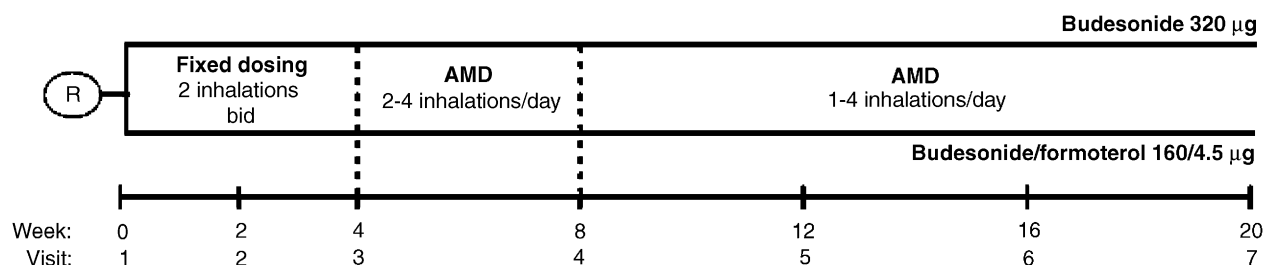 Budesonide 320 μg
Fixed dosing
2 inhalations
bid
AMD
2-4 inhalations/day
AMD
1-4 inhalations/day
R
Budesonide/formoterol 160/4.5 μg
Week: 0 2 4 8 12 16 20
Visit: 1 2 3 4 5 6 7